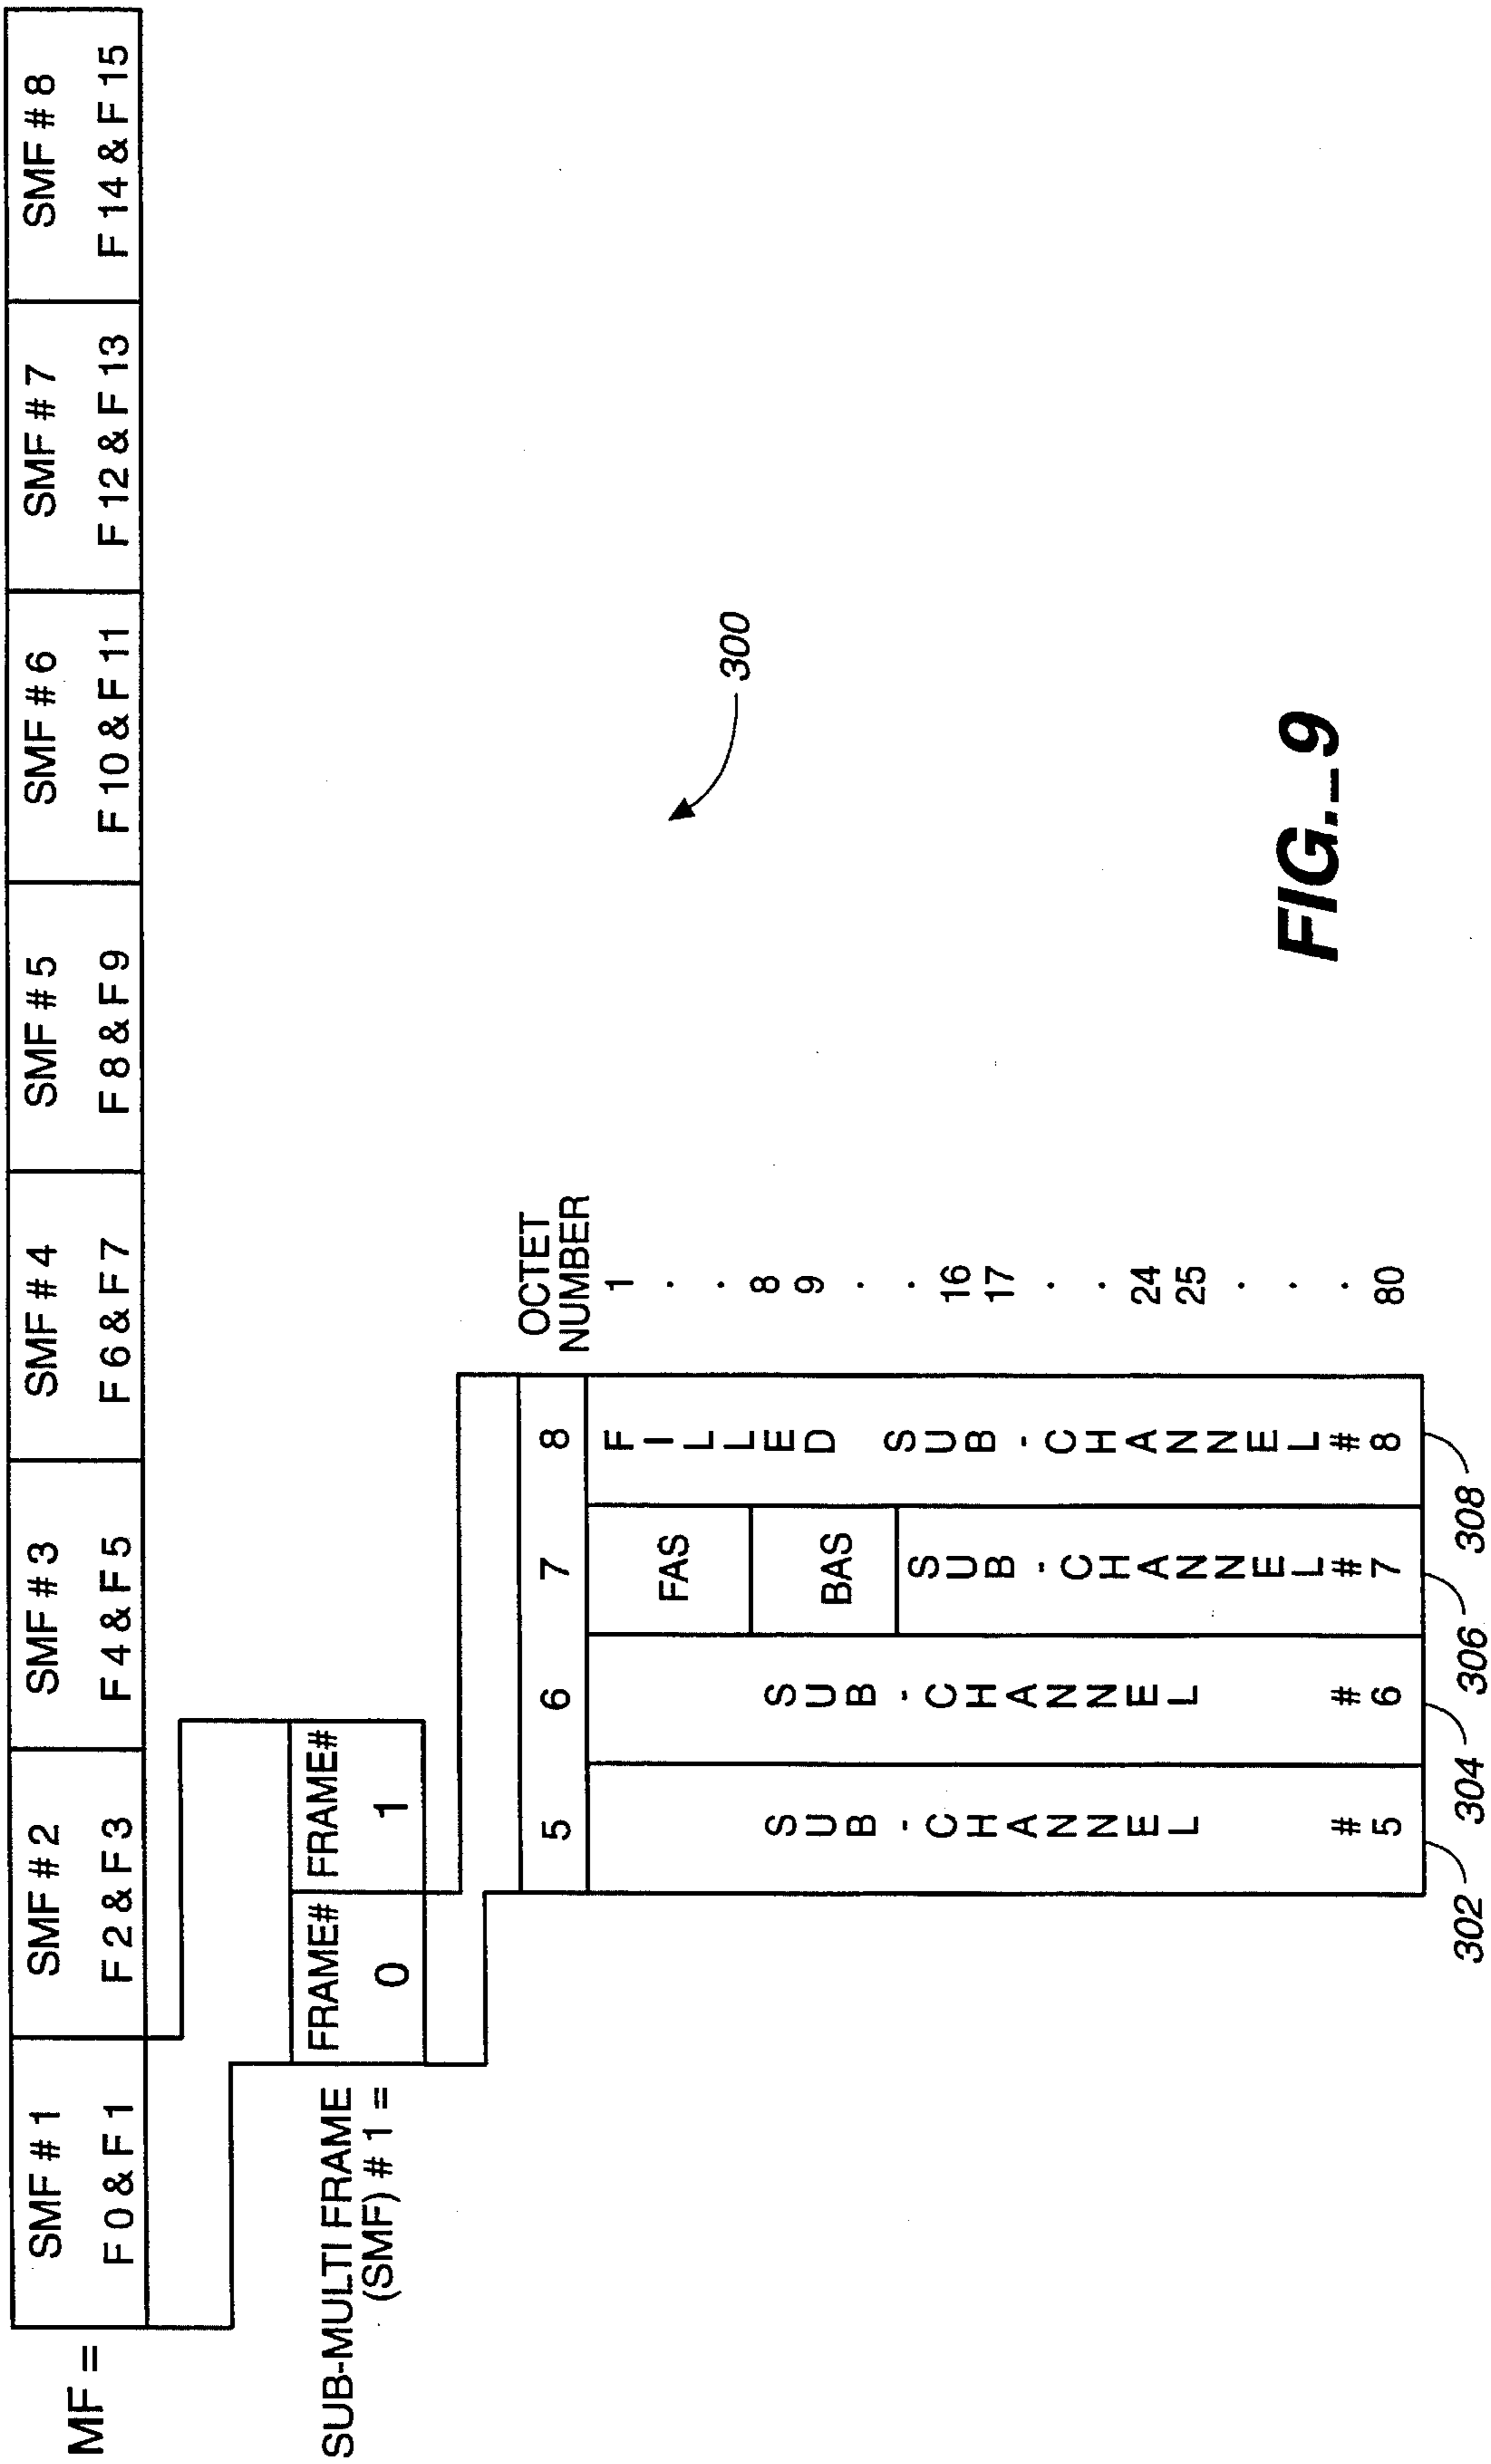 MF =
SMF # 1
F 0 & F 1
SMF # 2
F 2 & F 3
SMF # 3
F 4 & F 5
SMF # 4
F 6 & F 7
SMF # 5
F 8 & F 9
SMF # 6
F 10 & F 11
SMF # 7
F 12 & F 13
SMF # 8
F 14 & F 15
SUB-MULTI FRAME
(SMF) # 1 =
FRAME#
0
FRAME#
1
300
5
6
7
8
OCTET
NUMBER
SUB-CHANNEL #5
SUB-CHANNEL #6
FAS
BAS
SUB-CHANNEL#7
FILLED SUB-CHANNEL#8
1
.
.
8
9
.
.
16
17
.
.
24
25
.
.
.
80
302
304
306
308
FIG._9